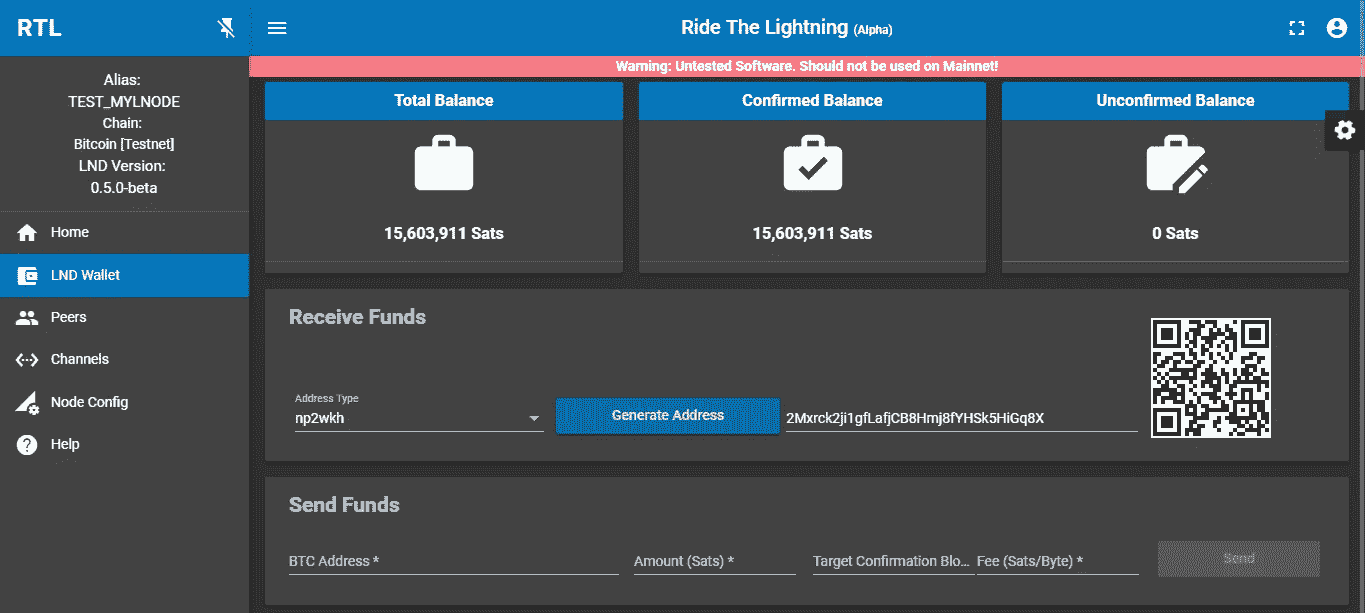 RTL
Ride The Lightning (Alpha)
Warning: Untested Software. Should not be used on Mainnet!
Alias:
TEST_MYLNODE
Chain:
Bitcoin [Testnet]
LND Version:
0.5.0-beta
Home
LND Wallet
Peers
Channels
Node Config
Help
Total Balance
15,603,911 Sats
Confirmed Balance
15,603,911 Sats
Unconfirmed Balance
0 Sats
Receive Funds
Address Type
np2wkh
Generate Address
2Mxrck2ji1gfLafjCB8Hmj8fYHSk5HiGq8X
Send Funds
BTC Address *
Amount (Sats) *
Target Confirmation Blo...
Fee (Sats/Byte) *
Send